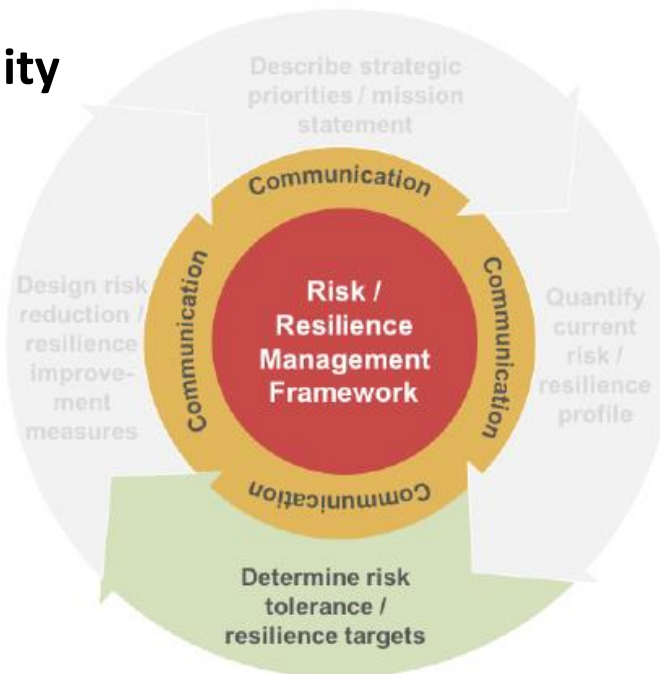 ity
Describe strategic
priorities / mission
statement
Communication
Communication
Communication
Communication
Risk /
Resilience
Management
Framework
Design risk
reduction /
resilience
improve-
ment
measures
Quantify
current
risk /
resilience
profile
Determine risk
tolerance /
resilience targets